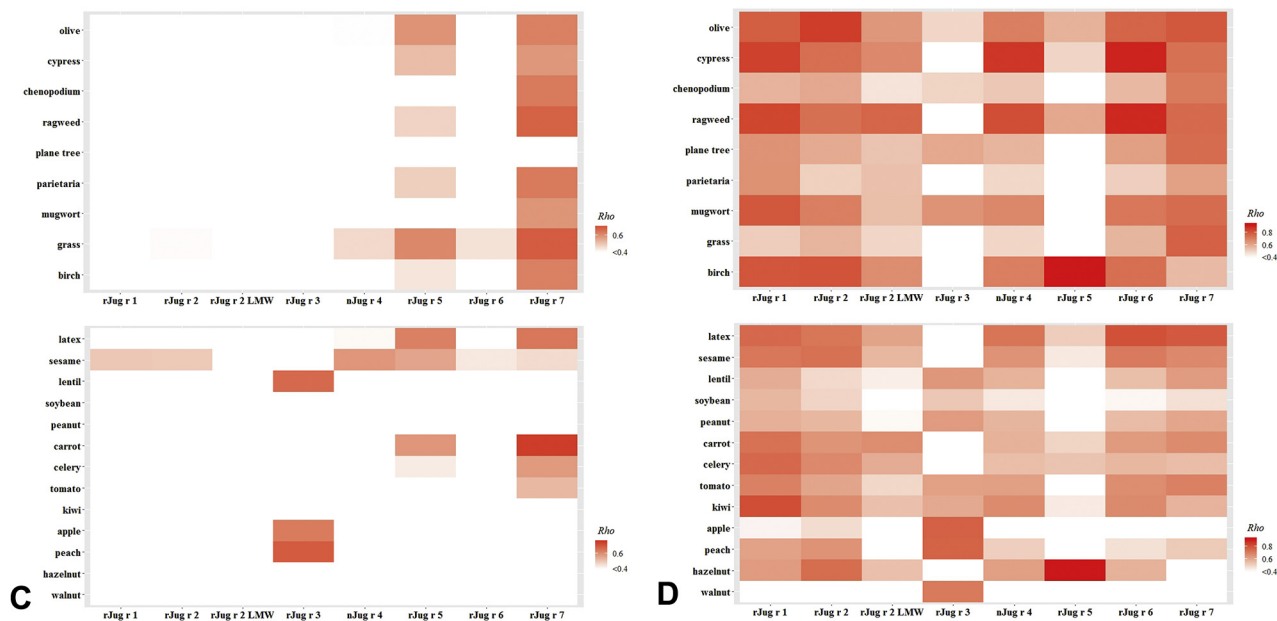 olive
cypress
chenopodium
ragweed
plane tree
parietaria
mugwort
grass
birch
rJug r 1 rJug r 2 rJug r 2 LMW rJug r 3 nJug r 4 rJug r 5 rJug r 6 rJug r 7
Rho
0.6
<0.4
latex
sesame
lentil
soybean
peanut
carrot
celery
tomato
kiwi
apple
peach
hazelnut
walnut
rJug r 1 rJug r 2 rJug r 2 LMW rJug r 3 nJug r 4 rJug r 5 rJug r 6 rJug r 7
Rho
0.6
<0.4
C
olive
cypress
chenopodium
ragweed
plane tree
parietaria
mugwort
grass
birch
rJug r 1 rJug r 2 rJug r 2 LMW rJug r 3 nJug r 4 rJug r 5 rJug r 6 rJug r 7
Rho
0.8
0.6
<0.4
latex
sesame
lentil
soybean
peanut
carrot
celery
tomato
kiwi
apple
peach
hazelnut
walnut
rJug r 1 rJug r 2 rJug r 2 LMW rJug r 3 nJug r 4 rJug r 5 rJug r 6 rJug r 7
Rho
0.8
0.6
<0.4
D